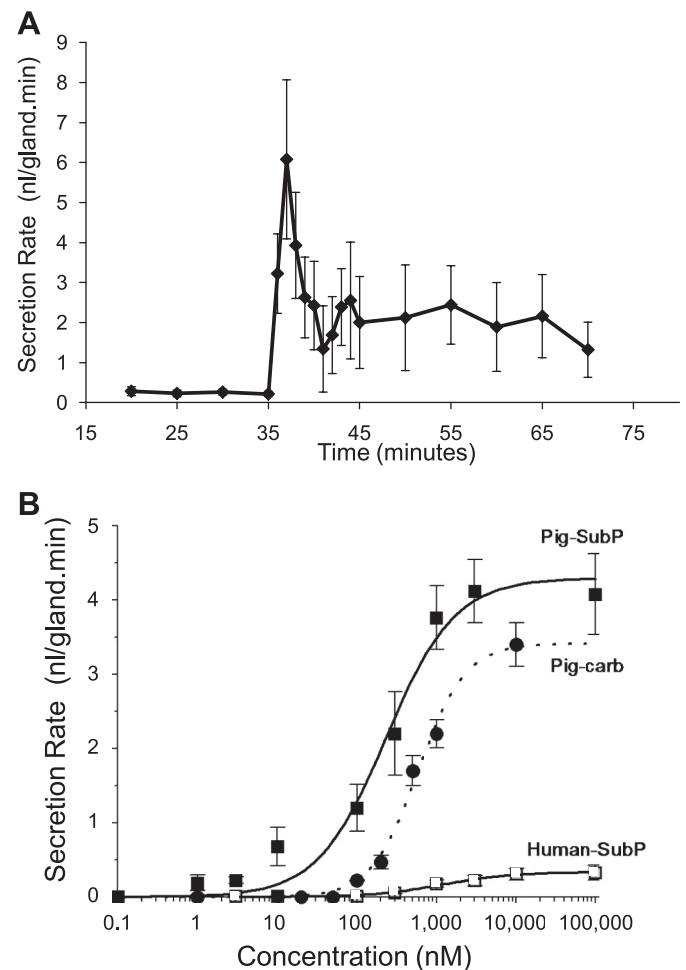 A
Secretion Rate (nl/gland.min)
9
8
7
6
5
4
3
2
1
0
15 25 35 45 55 65 75
Time (minutes)
B
Secretion Rate (nl/gland.min)
5
4
3
2
1
0
Pig-SubP
Pig-carb
Human-SubP
0.1 1 10 100 1,000 10,000 100,000
Concentration (nM)